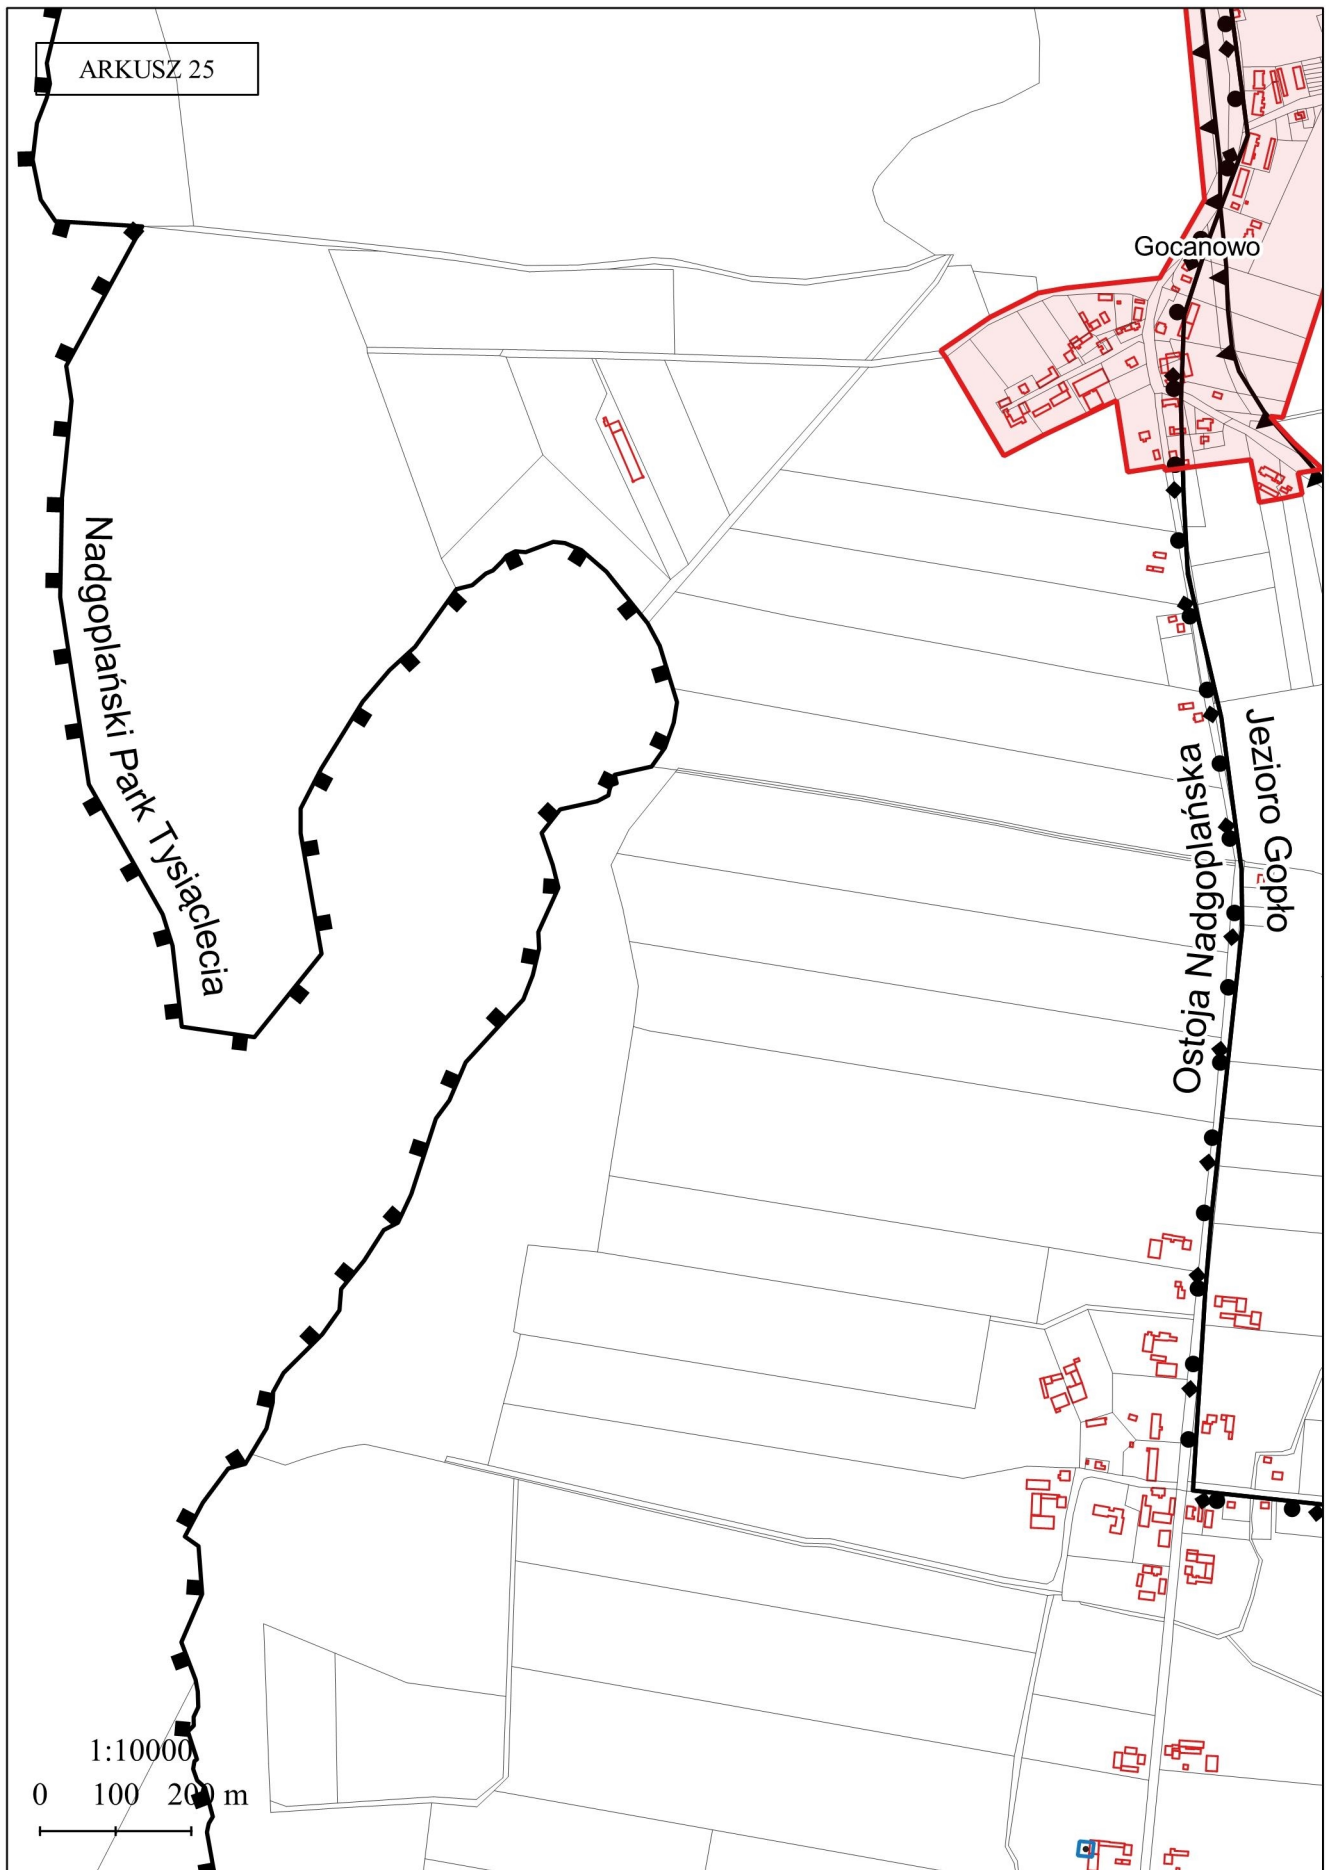 ARKUSZ 25
Gocanowo
Nadgoplański Park Tysiąclecia
Jezioro Gopło
Ostoja Nadgoplańska
1:10000
0 100 200 m